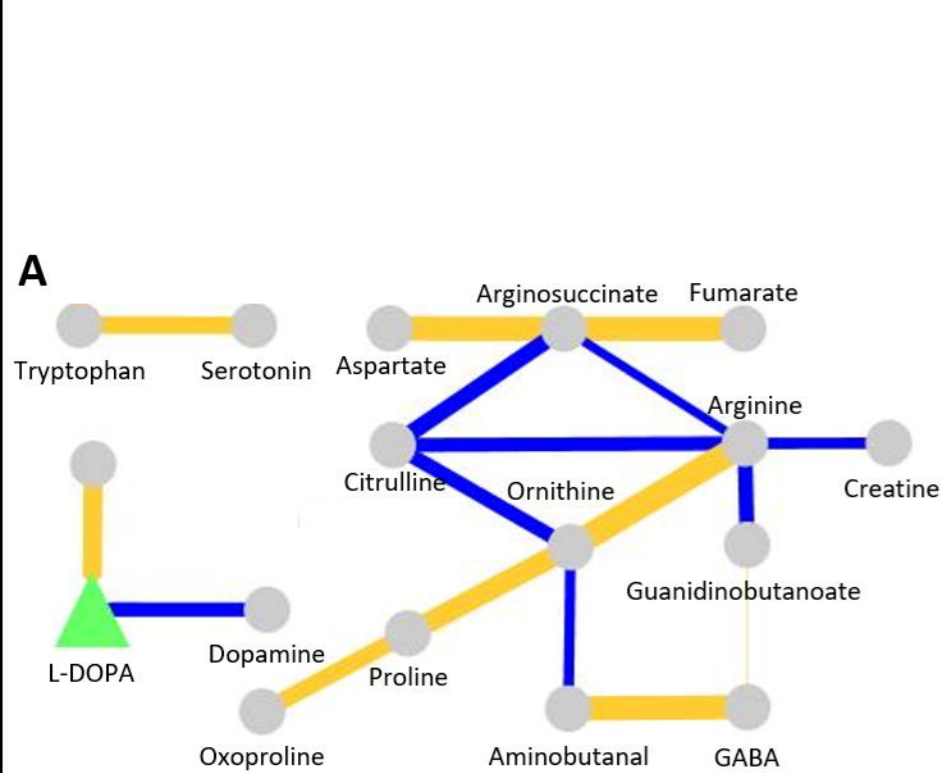 A
Arginosuccinate
Fumarate
Tryptophan
Serotonin
Aspartate
Arginine
Citrulline
Ornithine
Creatine
Guanidinobutanoate
Dopamine
L-DOPA
Proline
Oxoproline
Aminobutanal
GABA